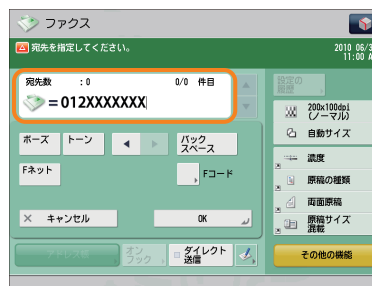 ファクス
宛先を指定してください。
2010 06/3
11:00 A
宛先数 :0 0/0 件目
=012XXXXXXX
設定の
履歴
200x100dpi
(ノーマル)
自動サイズ
ポーズ トーン バック
スペース
Fネット Fコード
濃度
原稿の種類
両面原稿
原稿サイズ
混載
× キャンセル OK
アドレス帳 オン
フック ダイレクト
送信
その他の機能